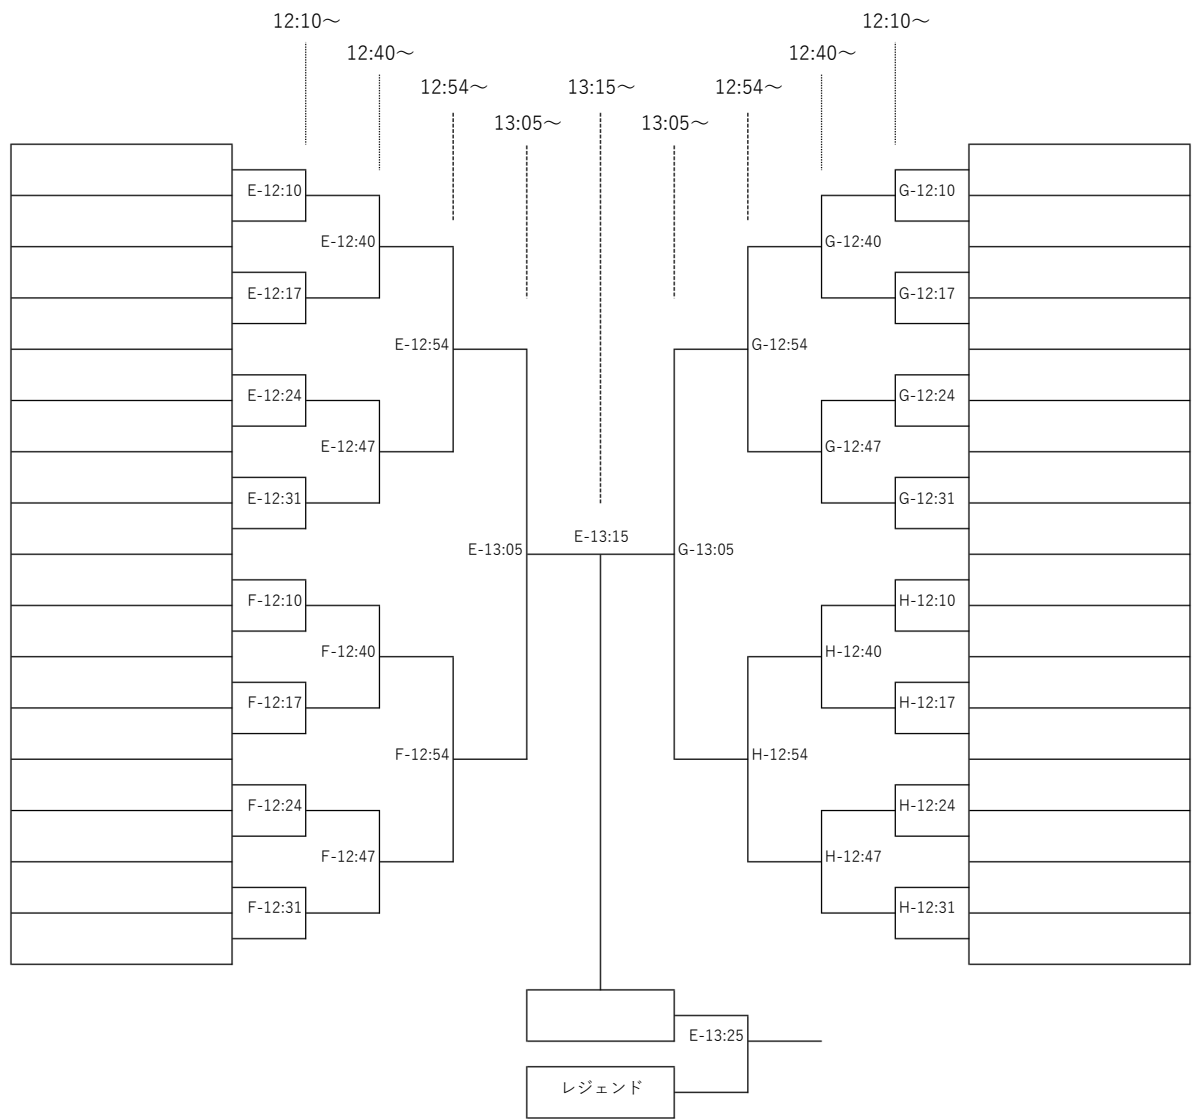 12:10～ 12:10～
12:40～ 12:40～
12:54～ 13:15～ 12:54～
13:05～ 13:05～
E-12:10 G-12:10
E-12:40 G-12:40
E-12:17 G-12:17
E-12:54 G-12:54
E-12:24 G-12:24
E-12:47 G-12:47
E-12:31 G-12:31
E-13:15
E-13:05 G-13:05
F-12:10 H-12:10
F-12:40 H-12:40
F-12:17 H-12:17
F-12:54 H-12:54
F-12:24 H-12:24
F-12:47 H-12:47
F-12:31 H-12:31
E-13:25
レジェンド